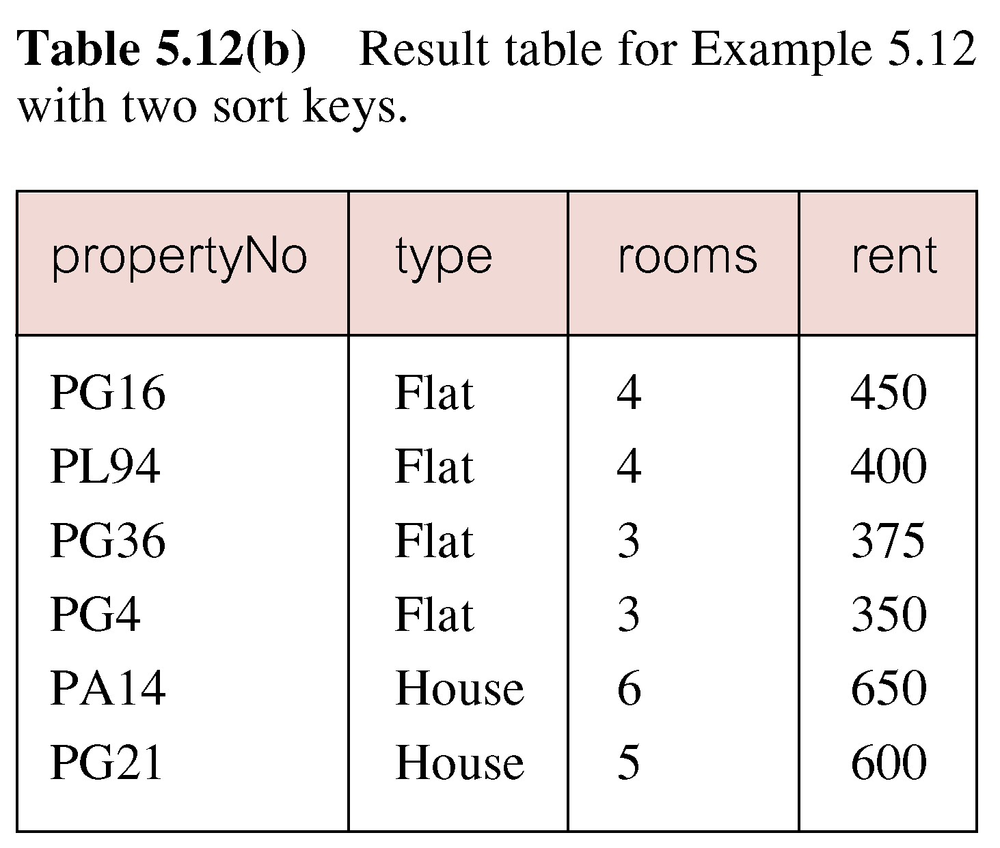 Table 5.12(b) Result table for Example 5.12
with two sort keys.
propertyNo type rooms rent
PG16 Flat 4 450
PL94 Flat 4 400
PG36 Flat 3 375
PG4 Flat 3 350
PA14 House 6 650
PG21 House 5 600